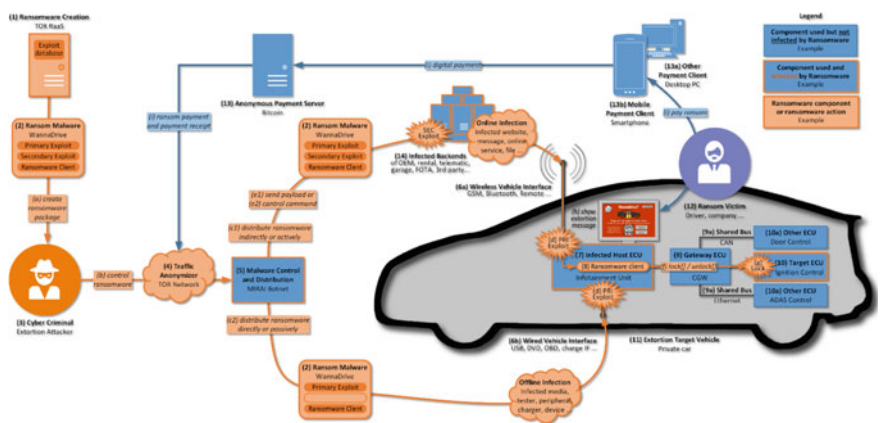 (1) Ransomware Creation
TOR RaaS
Exploit
database
(2) Ransom Malware
WannaDrive
Primary Exploit
Secondary Exploit
Ransomware Client
(a) create
ransomware
package
(3) Cyber Criminal
Extortion Attacker
(b) control
ransomware
(4) Traffic
Anonymizer
TOR Network
(i) ransom payment
and payment receipt
(13) Anonymous Payment Server
Bitcoin
(5) Malware Control
and Distribution
MIRAI Botnet
(e1) send payload or
(e2) control command
(c1) distribute ransomware
indirectly or actively
(c2) distribute ransomware
directly or passively
(2) Ransom Malware
WannaDrive
Primary Exploit
Secondary Exploit
Ransomware Client
(2) Ransom Malware
WannaDrive
Primary Exploit
Ransomware Client
SEC
Exploit
(14) Infected Backends
of OEM, rental, telematic,
garage, FOTA, 3rd party...
Online Infection
Infected website,
message, online
service, file ...
Offline Infection
Infected media,
tester, peripheral,
charger, device ...
(6a) Wireless Vehicle Interface
GSM, Bluetooth, Remote ...
(6b) Wired Vehicle Interface
USB, DVD, OBD, charge IF ...
digital payment
(13a) Other
Payment Client
Desktop PC
(13b) Mobile
Payment Client
Smartphone
pay ransom
(12) Ransom Victim
Driver, company ...
(h) show
extortion
message
(d) PRI
Exploit
(7) Infected Host ECU
(8) Ransomware client
Infotainment Unit
(d) PRI
Exploit
(f) lock() / unlock()
(9) Gateway ECU
CGW
(9a) Shared Bus
CAN
(9a) Shared Bus
Ethernet
(g)
Lock
(10a) Other ECU
Door Control
(10) Target ECU
Ignition Control
(10a) Other ECU
ADAS Control
(11) Extortion Target Vehicle
Private car
Legend
Component used but not
infected by Ransomware
Example
Component used and
infected by Ransomware
Example
Ransomware component
or ransomware action
Example